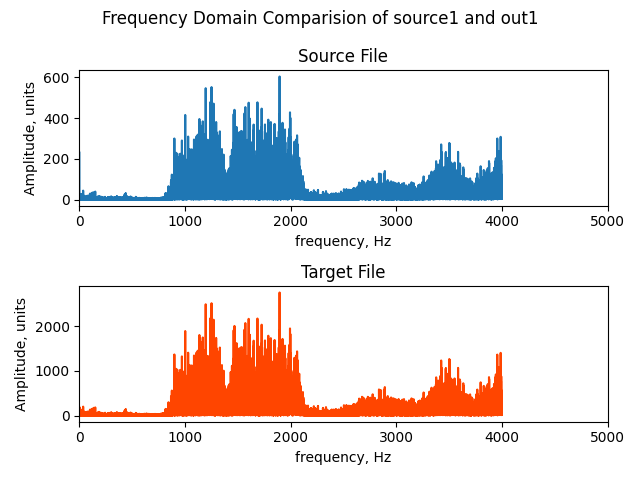 Frequency Domain Comparision of source1 and out1
Source File
Amplitude, units
600
400
200
0
0 1000 2000 3000 4000 5000
frequency, Hz
Target File
Amplitude, units
2000
1000
0
0 1000 2000 3000 4000 5000
frequency, Hz